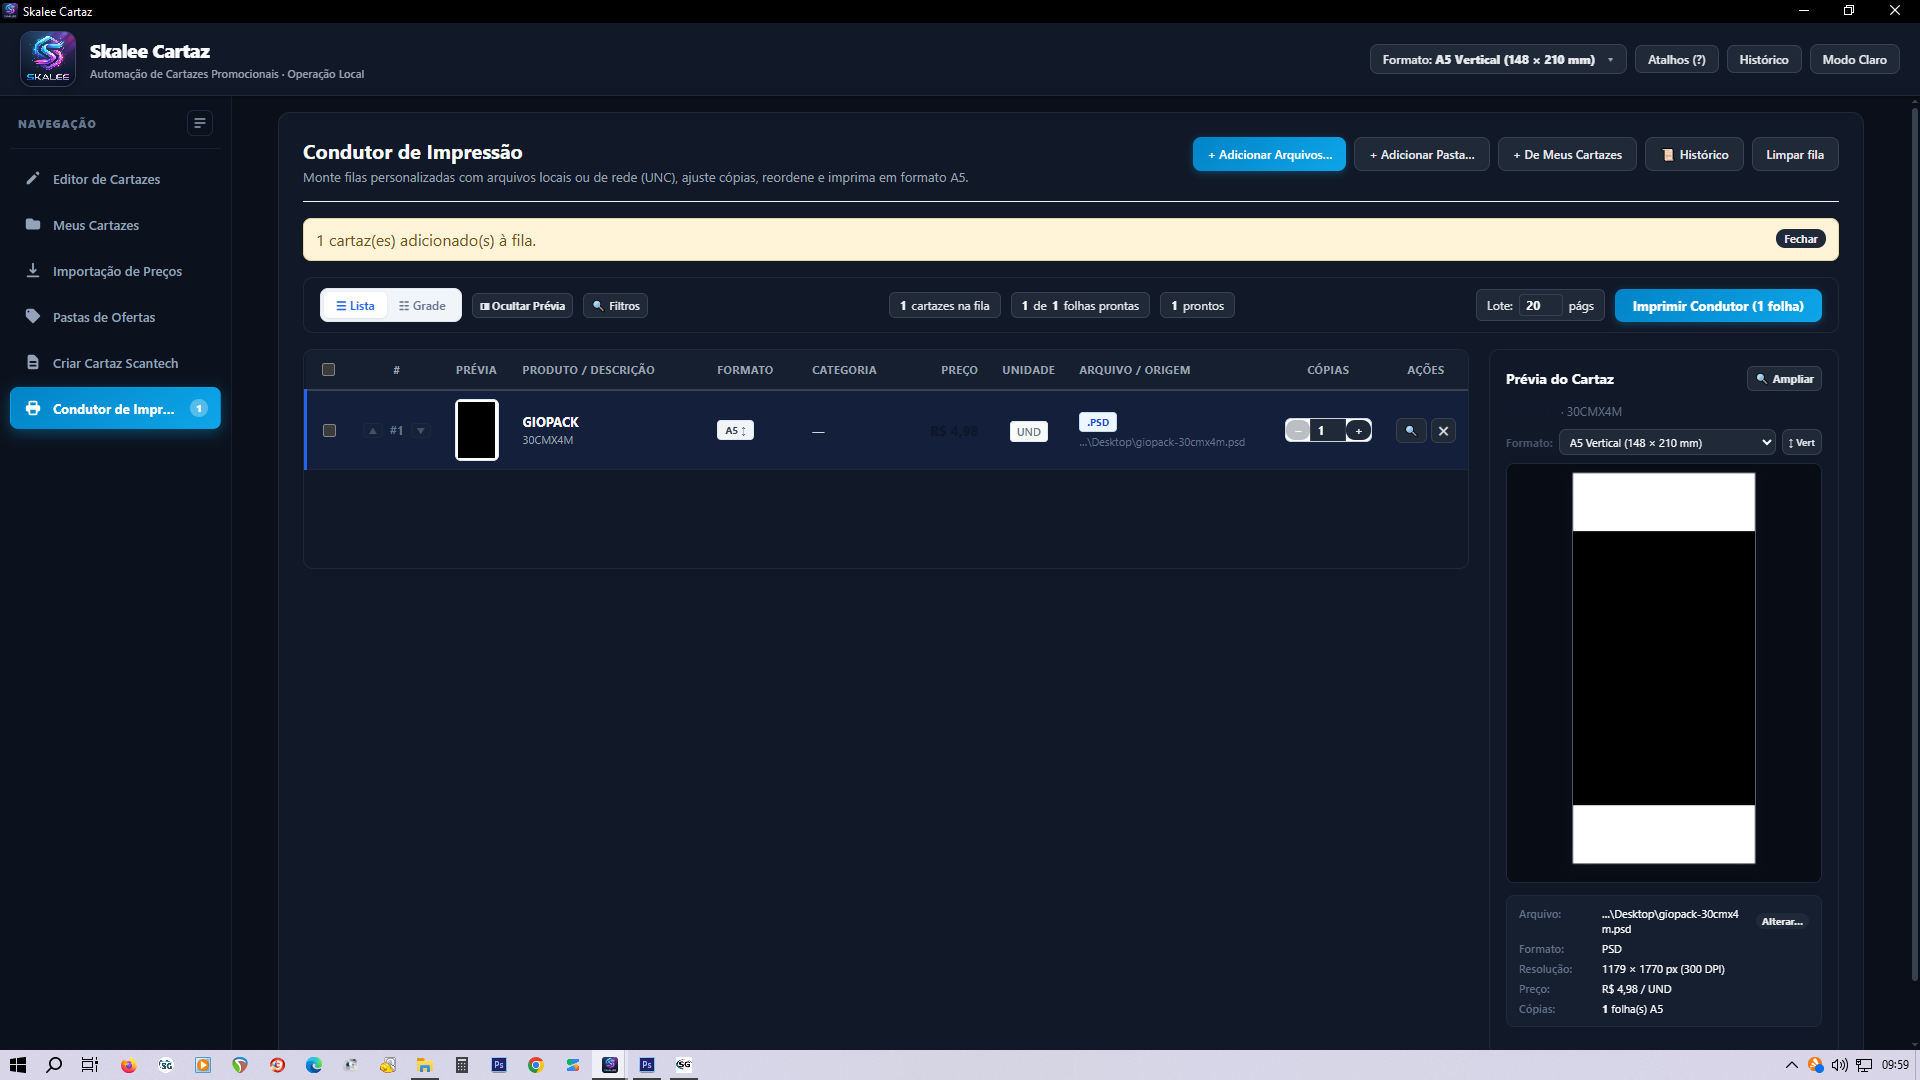 Skalee Cartaz
SKALEE
Skalee Cartaz
Automação de Cartazes Promocionais · Operação Local
Formato: A5 Vertical (148 × 210 mm)
Atalhos (?)
Histórico
Modo Claro
NAVEGAÇÃO
Editor de Cartazes
Meus Cartazes
Importação de Preços
Pastas de Ofertas
Criar Cartaz Scantech
Condutor de Impr... 1
Condutor de Impressão
Monte filas personalizadas com arquivos locais ou de rede (UNC), ajuste cópias, reordene e imprima em formato A5.
+ Adicionar Arquivos...
+ Adicionar Pasta...
+ De Meus Cartazes
Histórico
Limpar fila
1 cartaz(es) adicionado(s) à fila.
Fechar
Lista
Grade
Ocultar Prévia
Filtros
1 cartazes na fila
1 de 1 folhas prontas
1 prontos
Lote: 20 págs
Imprimir Condutor (1 folha)
# PRÉVIA PRODUTO / DESCRIÇÃO FORMATO CATEGORIA PREÇO UNIDADE ARQUIVO / ORIGEM CÓPIAS AÇÕES
#1
GIOPACK
30CMX4M
A5 ↕
—
R$ 4,98
UND
.PSD
...\Desktop\giopack-30cmx4m.psd
− 1 +
Prévia do Cartaz
Ampliar
· 30CMX4M
Formato: A5 Vertical (148 × 210 mm)
↕ Vert
Arquivo: ...\Desktop\giopack-30cmx4
m.psd
Alterar...
Formato: PSD
Resolução: 1179 × 1770 px (300 DPI)
Preço: R$ 4,98 / UND
Cópias: 1 folha(s) A5
SG
Ps
Ps
SG
09:59